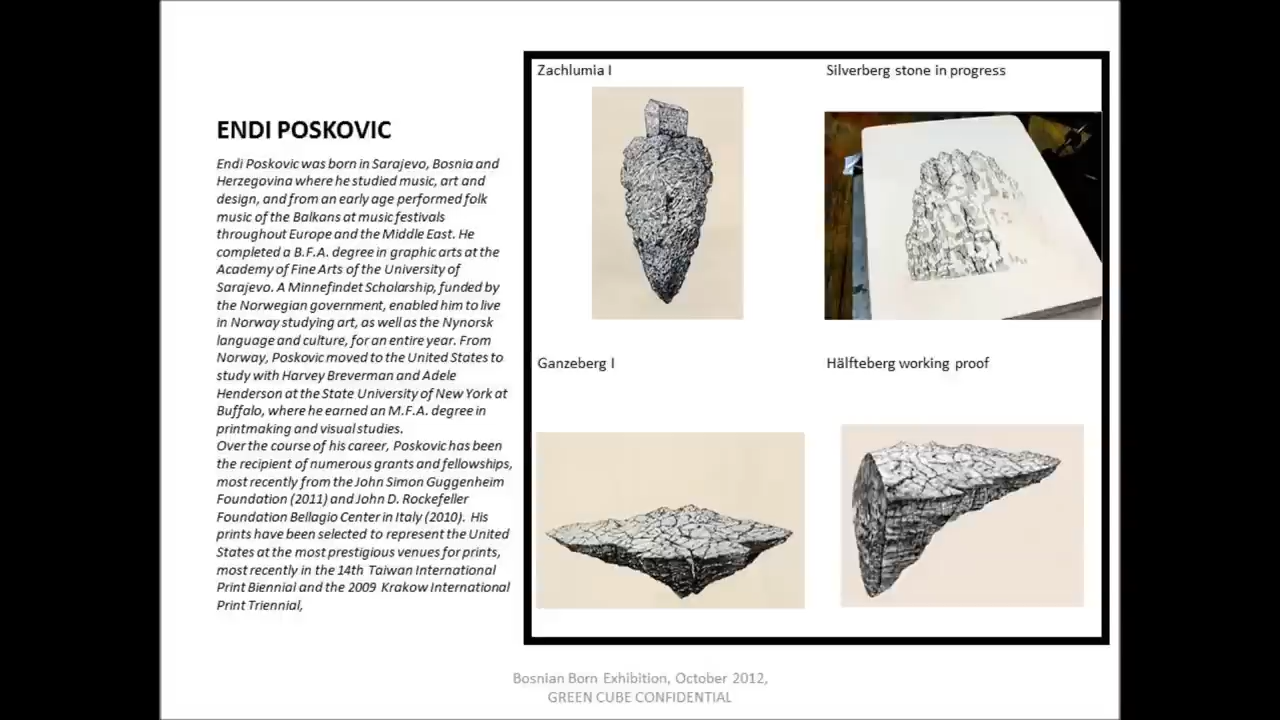 ENDI POSKOVIC
Endi Poskovic was born in Sarajevo, Bosnia and
Herzegovina where he studied music, art and
design, and from an early age performed folk
music of the Balkans at music festivals
throughout Europe and the Middle East. He
completed a B.F.A. degree in graphic arts at the
Academy of Fine Arts of the University of
Sarajevo. A Minnefindet Scholarship, funded by
the Norwegian government, enabled him to live
in Norway studying art, as well as the Nynorsk
language and culture, for an entire year. From
Norway, Poskovic moved to the United States to
study with Harvey Breverman and Adele
Henderson at the State University of New York at
Buffalo, where he earned an M.F.A. degree in
printmaking and visual studies.
Over the course of his career, Poskovic has been
the recipient of numerous grants and fellowships,
most recently from the John Simon Guggenheim
Foundation (2011) and John D. Rockefeller
Foundation Bellagio Center in Italy (2010). His
prints have been selected to represent the United
States at the most prestigious venues for prints,
most recently in the 14th Taiwan International
Print Biennial and the 2009 Krakow International
Print Triennial,
Zachlumia I
Silverberg stone in progress
Ganzeberg I
Hälfteberg working proof
Bosnian Born Exhibition, October 2012,
GREEN CUBE CONFIDENTIAL